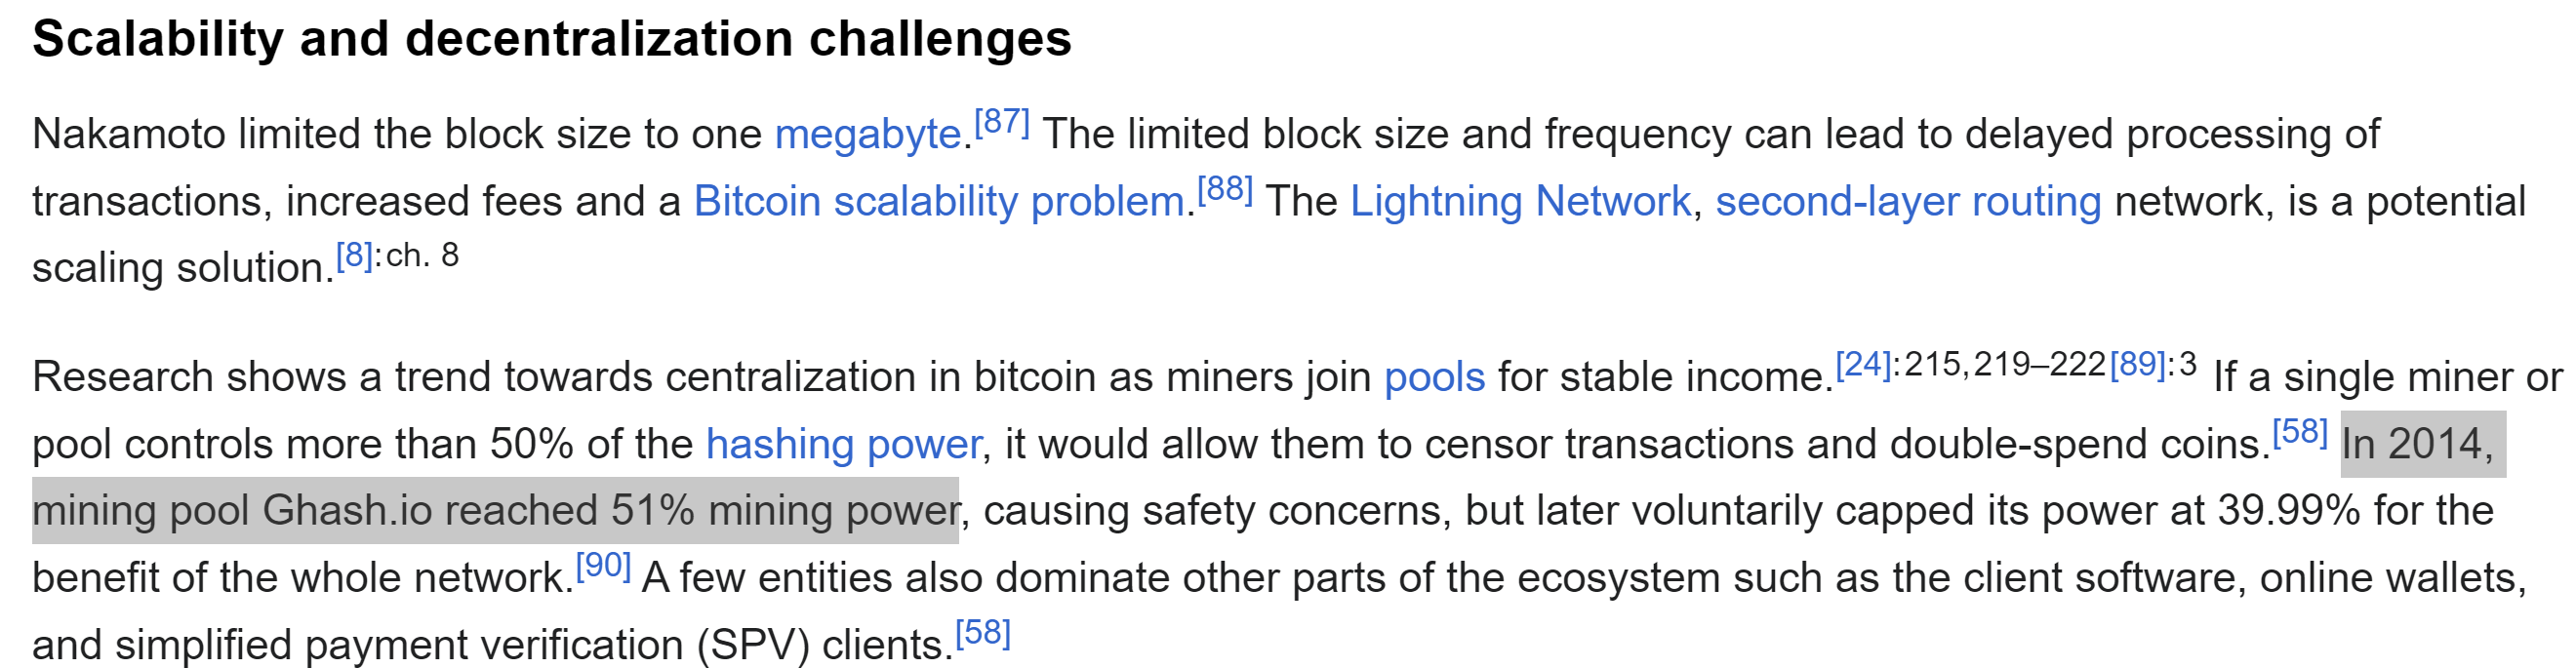 Scalability and decentralization challenges
Nakamoto limited the block size to one megabyte.[87] The limited block size and frequency can lead to delayed processing of
transactions, increased fees and a Bitcoin scalability problem.[88] The Lightning Network, second-layer routing network, is a potential
scaling solution.[8]:ch. 8
Research shows a trend towards centralization in bitcoin as miners join pools for stable income.[24]:215,219–222[89]:3 If a single miner or
pool controls more than 50% of the hashing power, it would allow them to censor transactions and double-spend coins.[58] In 2014,
mining pool Ghash.io reached 51% mining power, causing safety concerns, but later voluntarily capped its power at 39.99% for the
benefit of the whole network.[90] A few entities also dominate other parts of the ecosystem such as the client software, online wallets,
and simplified payment verification (SPV) clients.[58]